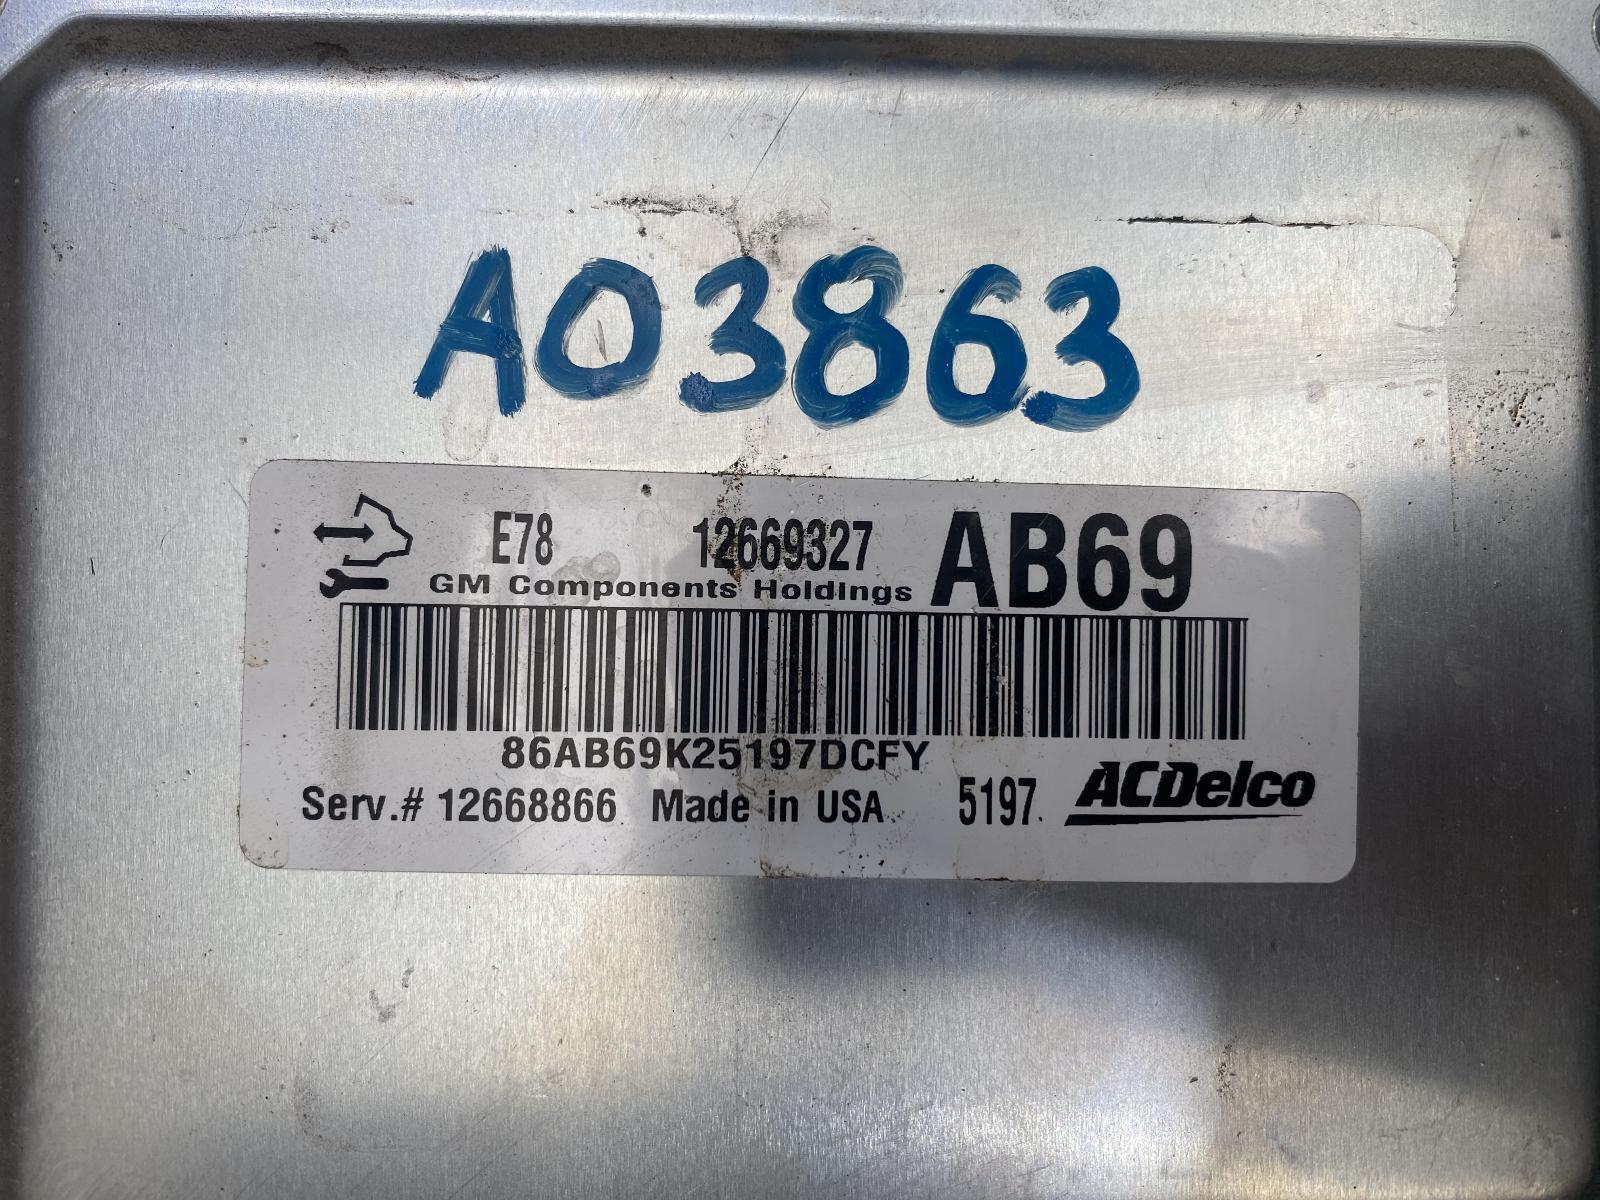 A03863
E78 12669327 AB69
GM Components Holdings
86AB69K25197DCFY
Serv.# 12668866 Made in USA 5197 ACDelco